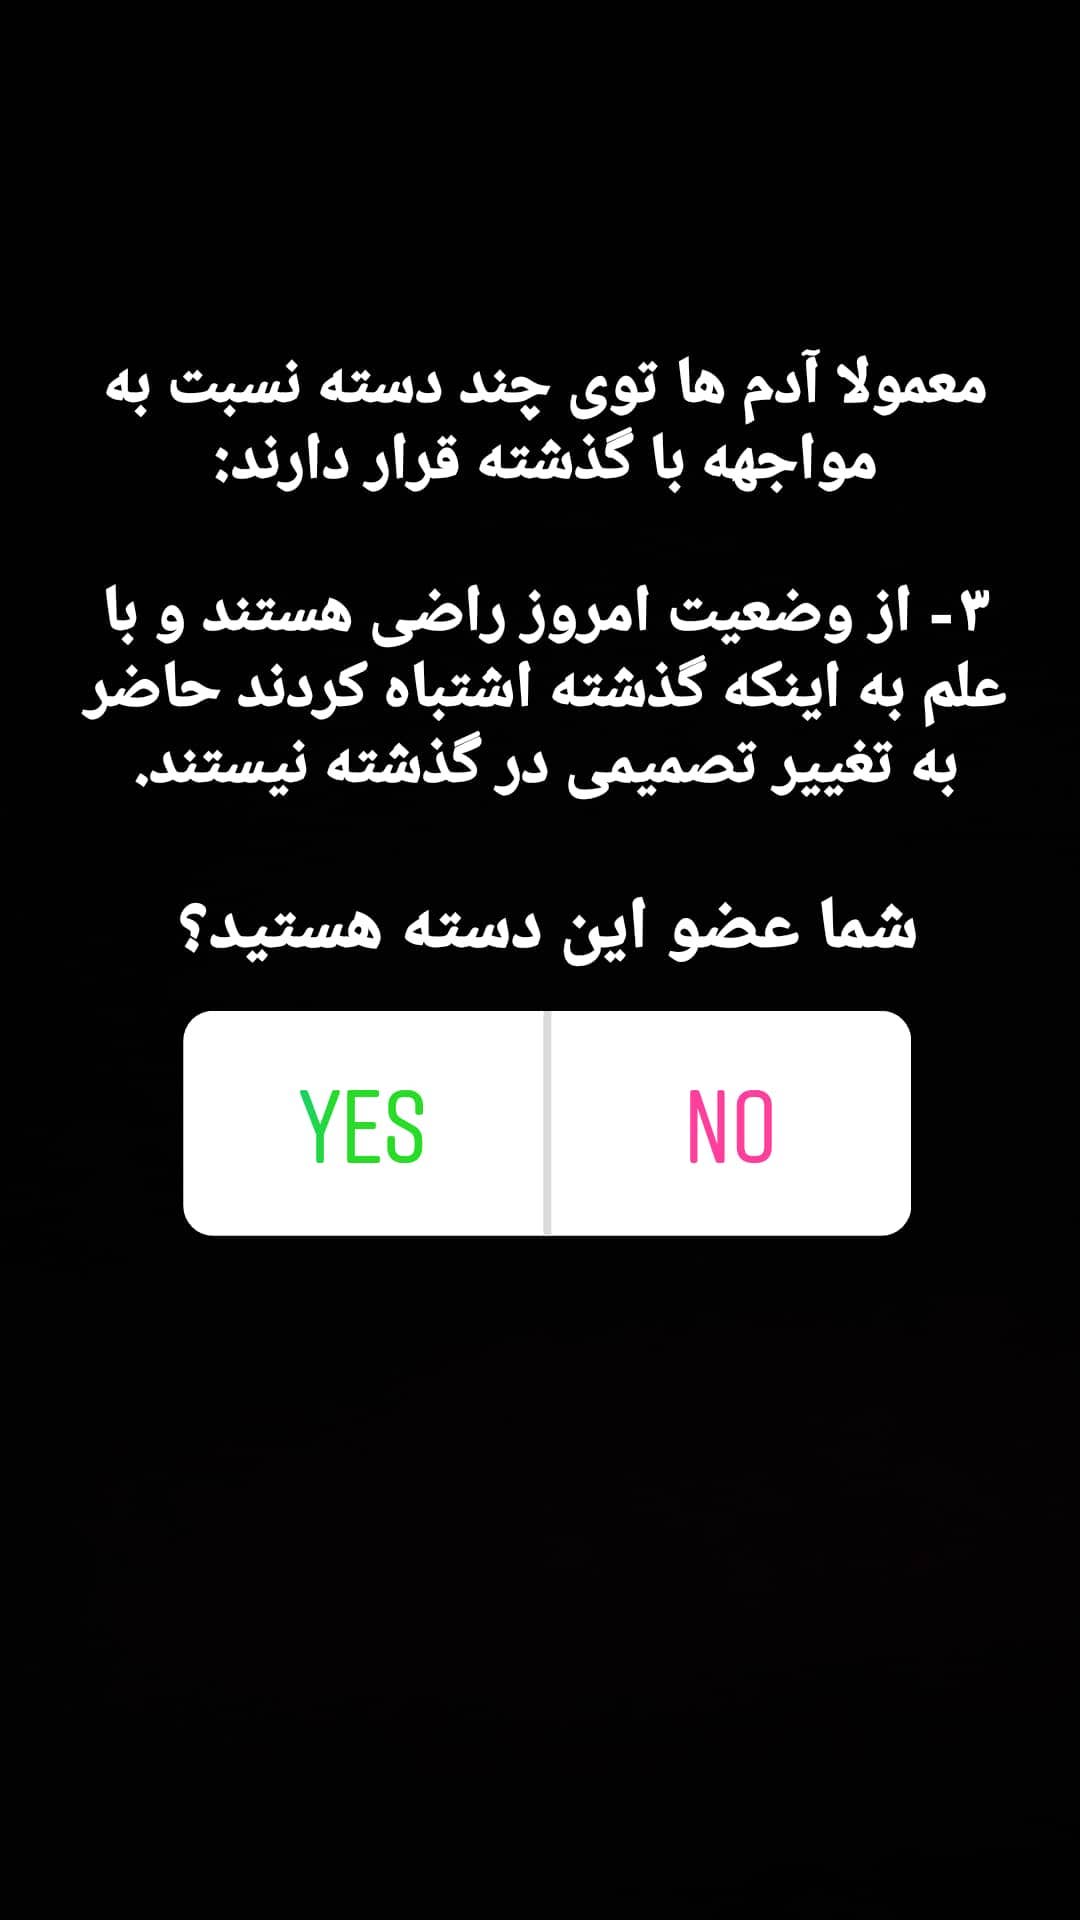 معمولا آدم ها توی چند دسته نسبت به
مواجهه با گذشته قرار دارند:
۳- از وضعیت امروز راضی هستند و با
علم به اینکه گذشته اشتباه کردند حاضر
به تغییر تصمیمی در گذشته نیستند.
شما عضو این دسته هستید؟
YES NO